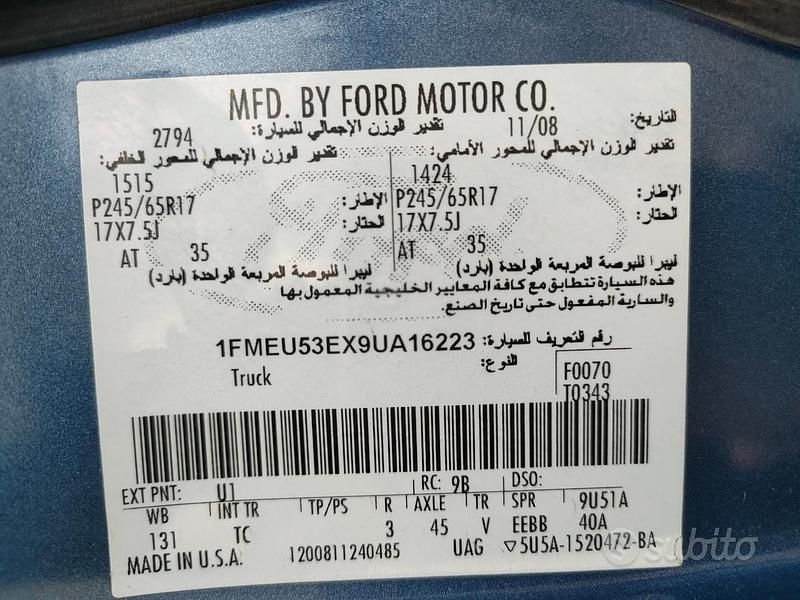 MFD. BY FORD MOTOR CO.
التاريخ: 11/08 تقدير الوزن الإجمالي للسيارة: 2794
تقدير الوزن الإجمالي للمحور الأمامي: تقدير الوزن الإجمالي للمحور الخلفي:
1424 1515
الإطار: P245/65R17 الإطار: P245/65R17
الحتار: 17X7.5J الحتار: 17X7.5J
AT 35 AT 35
ليبرا للبوصة المربعة الواحدة (بارد) ليبرا للبوصة المربعة الواحدة (بارد)
هذه السيارة تتطابق مع كافة المعايير الخليجية المعمول بها
والسارية المفعول حتى تاريخ الصنع.
رقم التعريف للسيارة: 1FMEU53EX9UA16223
النوع: Truck
F0070
T0343
EXT PNT: U1 RC: 9B DSO:
WB INT TR TP/PS R AXLE TR SPR 9U51A
131 TC 3 45 V EEBB 40A
MADE IN U.S.A. 1200811240485 UAG ▽5U5A-1520472-BA
subito